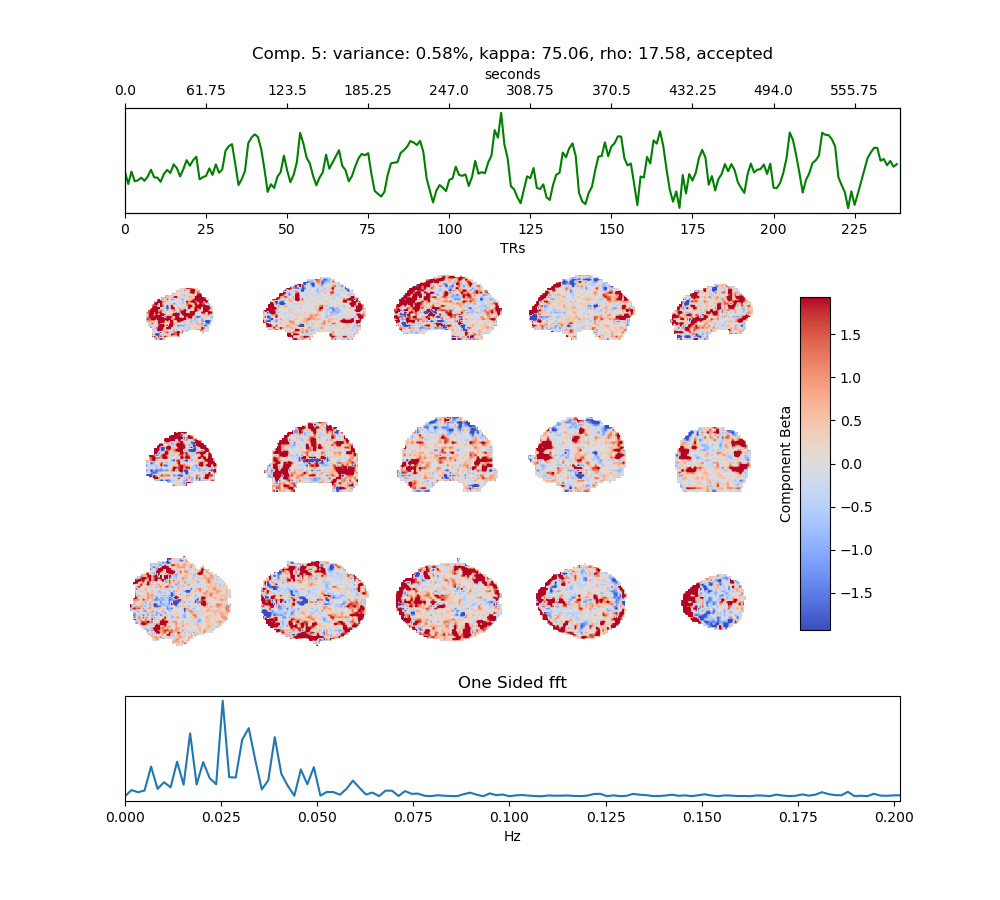 Comp. 5: variance: 0.58%, kappa: 75.06, rho: 17.58, accepted
seconds
0.0 61.75 123.5 185.25 247.0 308.75 370.5 432.25 494.0 555.75
0 25 50 75 100 125 150 175 200 225
TRs
1.5
1.0
0.5
0.0
−0.5
−1.0
−1.5
Component Beta
One Sided fft
0.000 0.025 0.050 0.075 0.100 0.125 0.150 0.175 0.200
Hz